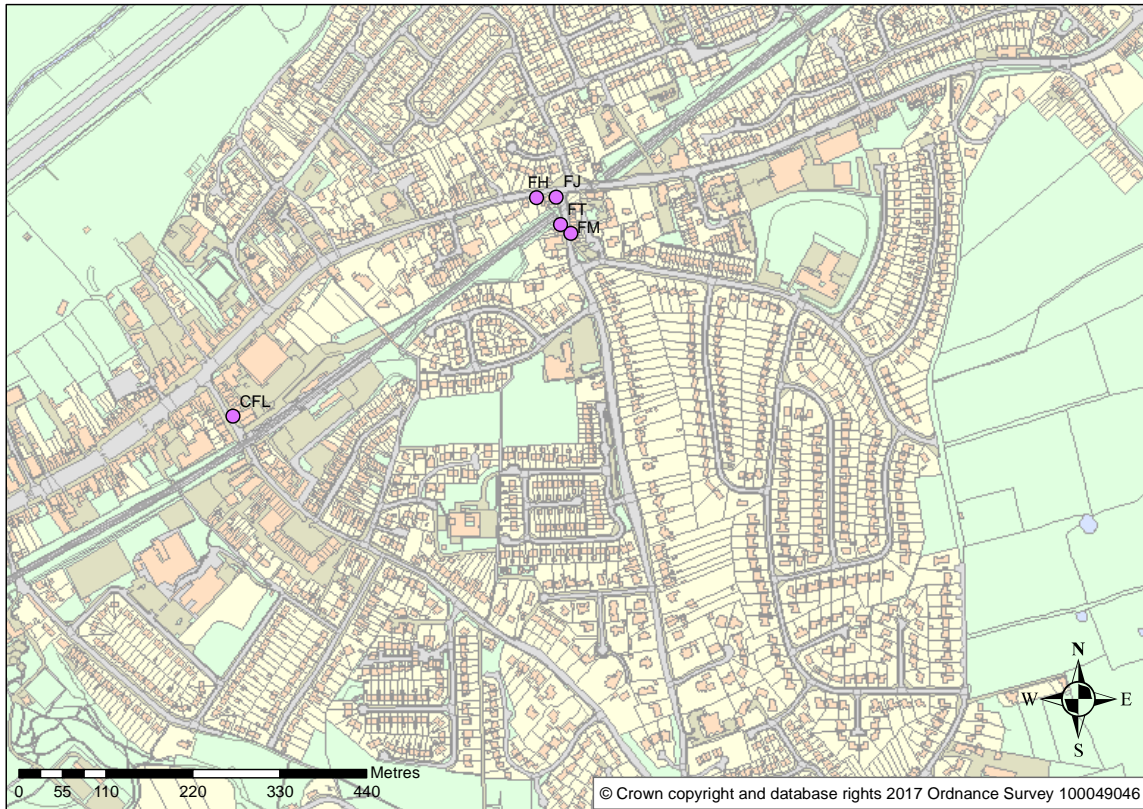 FH FJ
FT
FM
CFL
N
W E
S
Metres
0 55 110 220 330 440
© Crown copyright and database rights 2017 Ordnance Survey 100049046